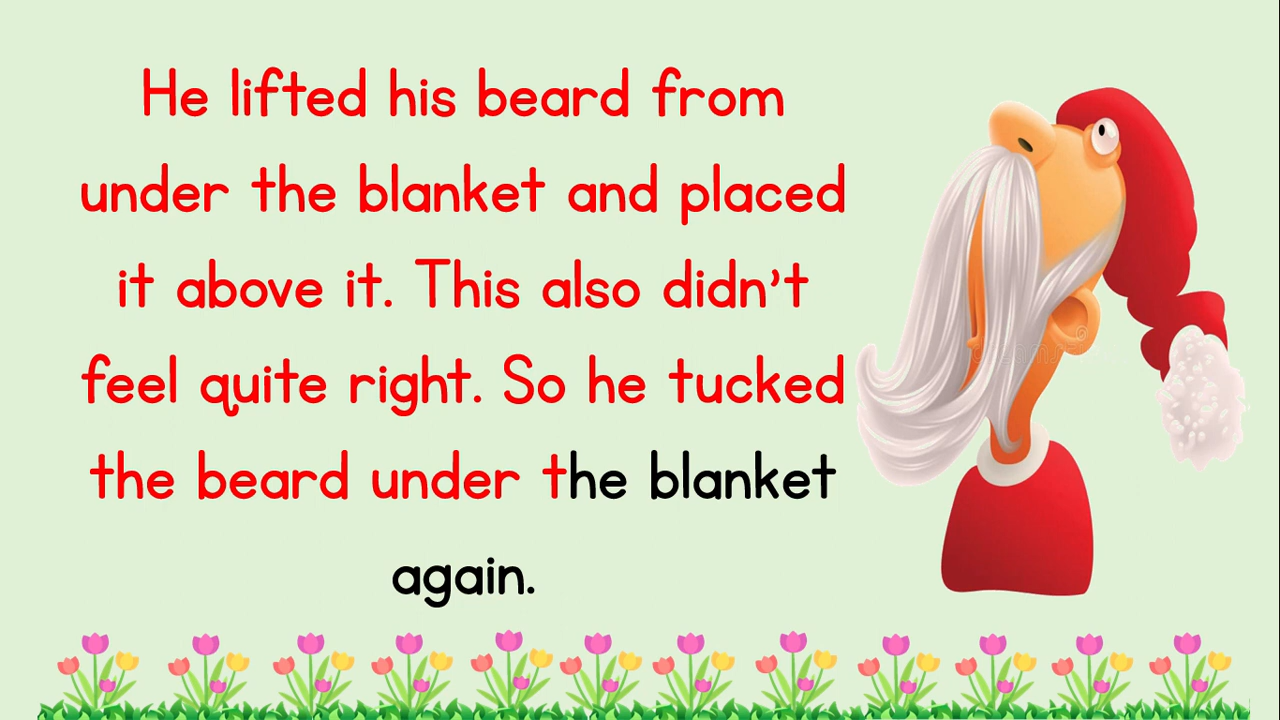 He lifted his beard from
under the blanket and placed
it above it. This also didn't
feel quite right. So he tucked
the beard under the blanket
again.